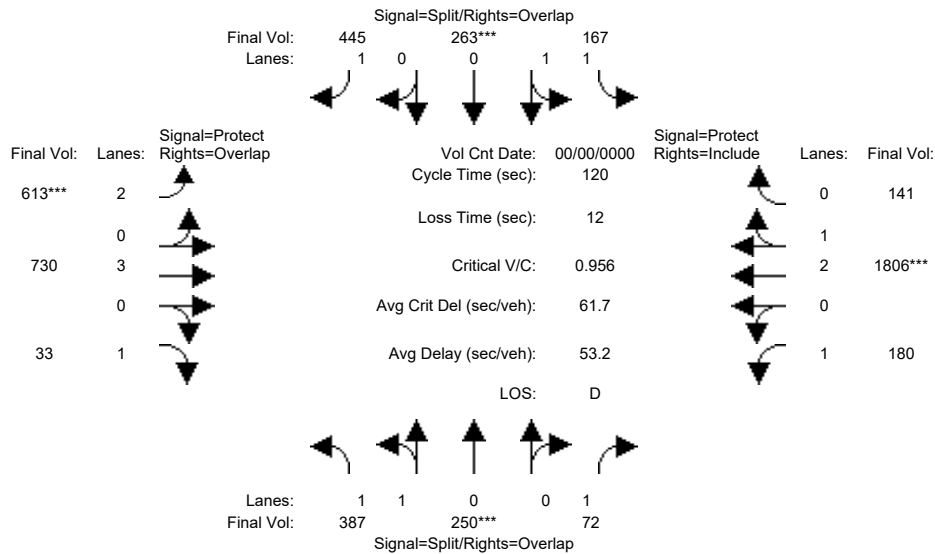 Signal=Split/Rights=Overlap
Final Vol: 445 263*** 167
Lanes: 1 0 0 1 1
Signal=Protect
Signal=Protect
Final Vol: Lanes: Rights=Overlap Vol Cnt Date: 00/00/0000 Rights=Include Lanes: Final Vol:
Cycle Time (sec): 120
613*** 2 0 141
Loss Time (sec): 12
0 1
730 3 Critical V/C: 0.956 2 1806***
0 Avg Crit Del (sec/veh): 61.7 0
33 1 Avg Delay (sec/veh): 53.2 1 180
LOS: D
Lanes: 1 1 0 0 1
Final Vol: 387 250*** 72
Signal=Split/Rights=Overlap